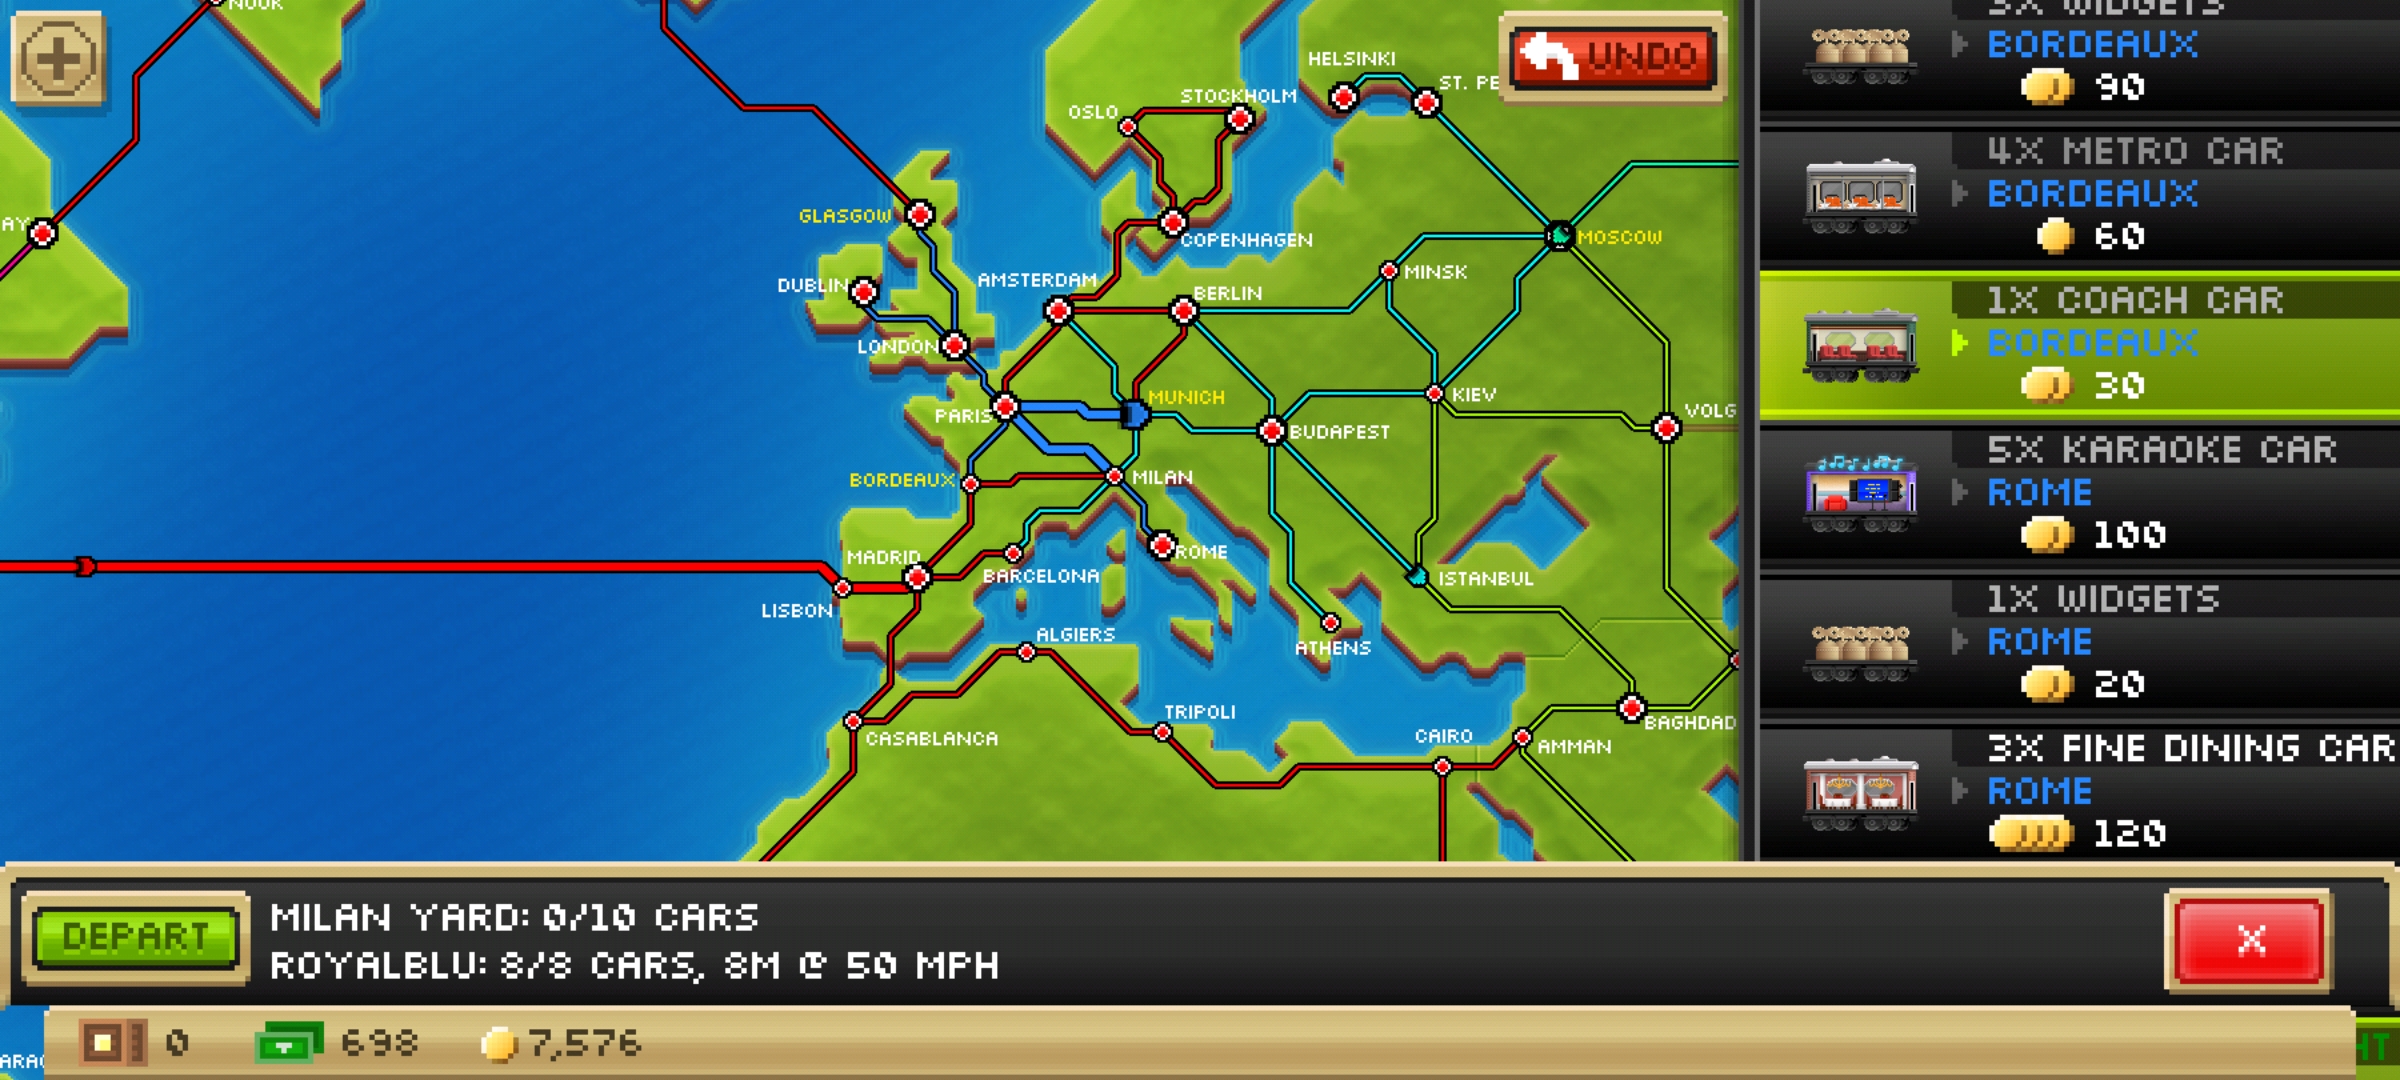 NUUK
AY
UNDO
HELSINKI
ST. PE
STOCKHOLM
OSLO
GLASGOW
COPENHAGEN
MOSCOW
MINSK
DUBLIN
AMSTERDAM
BERLIN
LONDON
MUNICH
KIEV
PARIS
VOLG
BUDAPEST
BORDEAUX
MILAN
ROME
MADRID
BARCELONA
ISTANBUL
LISBON
ALGIERS
ATHENS
TRIPOLI
CASABLANCA
CAIRO
AMMAN
BAGHDAD
3X WIDGETS
BORDEAUX
90
4X METRO CAR
BORDEAUX
60
1X COACH CAR
BORDEAUX
30
5X KARAOKE CAR
ROME
100
1X WIDGETS
ROME
20
3X FINE DINING CAR
ROME
120
DEPART
MILAN YARD: 0/10 CARS
ROYALBLU: 8/8 CARS, 8M @ 50 MPH
X
0
698
7,576
ARAC
HT